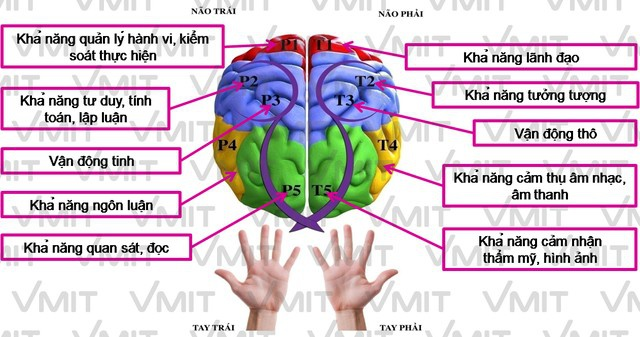 NÃO TRÁI
NÃO PHẢI
Khả năng quản lý hành vi, kiểm
soát thực hiện
Khả năng lãnh đạo
P1
T1
Khả năng tư duy, tính
toán, lập luận
Khả năng tưởng tượng
P2
T2
P3
T3
Vận động thô
Vận động tinh
P4
T4
Khả năng cảm thụ âm nhạc,
âm thanh
Khả năng ngôn luận
P5
T5
Khả năng quan sát, đọc
Khả năng cảm nhận
thẩm mỹ, hình ảnh
TAY TRÁI
TAY PHẢI
VMIT